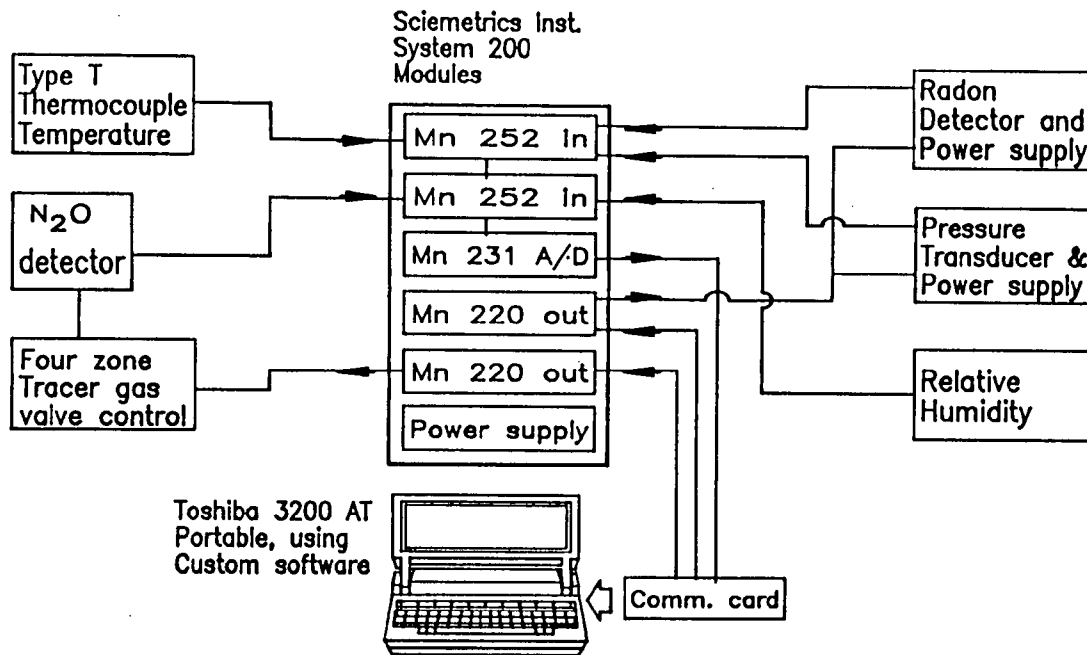 Sciemetrics Inst.
System 200
Modules
Type T
Thermocouple
Temperature
N₂O
detector
Four zone
Tracer gas
valve control
Mn 252 in
Mn 252 in
Mn 231 A/D
Mn 220 out
Mn 220 out
Power supply
Radon
Detector and
Power supply
Pressure
Transducer &
Power supply
Relative
Humidity
Toshiba 3200 AT
Portable, using
Custom software
Comm. card